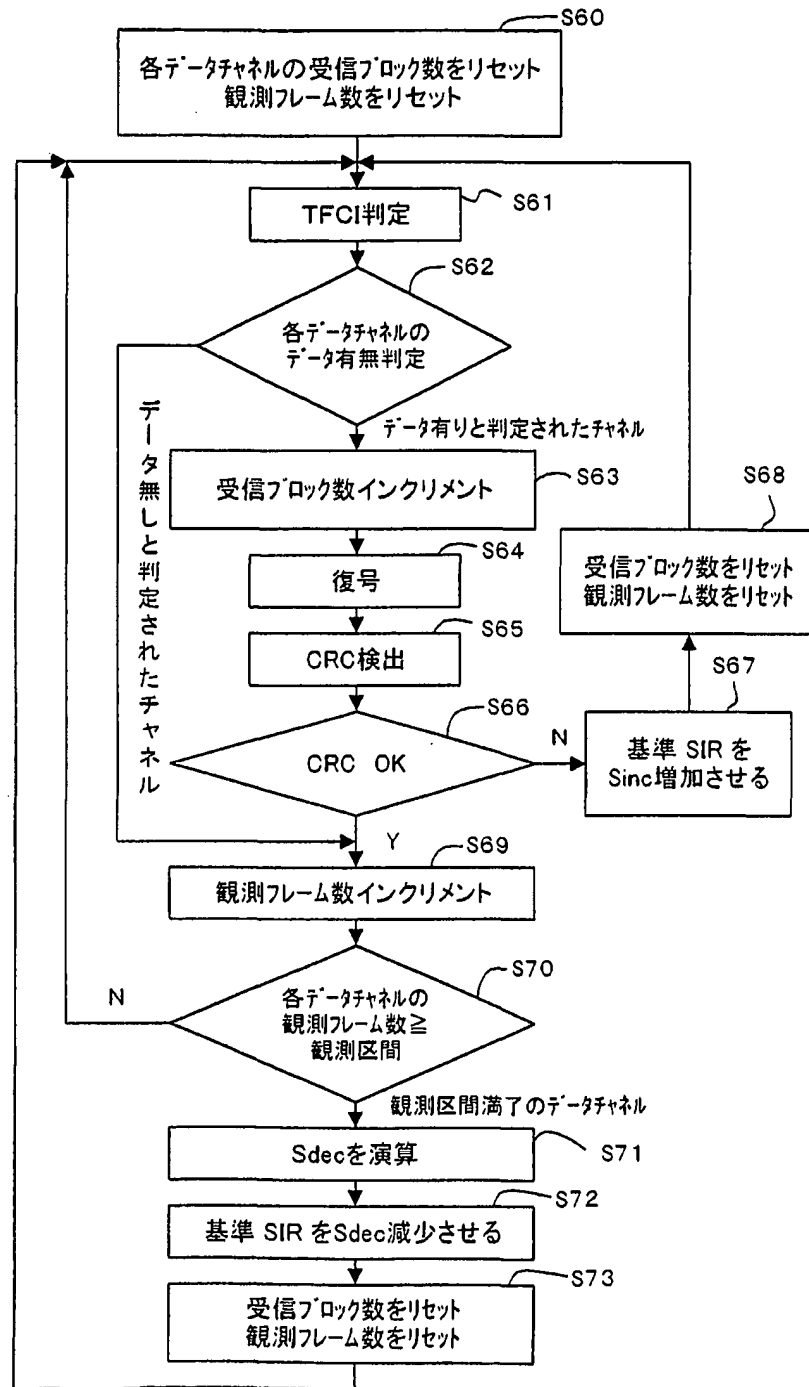 S60
各データチャネルの受信ブロック数をリセット
観測フレーム数をリセット
S61
TFCI判定
S62
各データチャネルの
データ有無判定
データ有りと判定されたチャネル
データ無しと判定されたチャネル
S63
受信ブロック数インクリメント
S64
復号
S65
CRC検出
S66
CRC OK
N
Y
S67
基準 SIR を
Sinc増加させる
S68
受信ブロック数をリセット
観測フレーム数をリセット
S69
観測フレーム数インクリメント
S70
各データチャネルの
観測フレーム数≧
観測区間
N
観測区間満了のデータチャネル
S71
Sdecを演算
S72
基準 SIR をSdec減少させる
S73
受信ブロック数をリセット
観測フレーム数をリセット